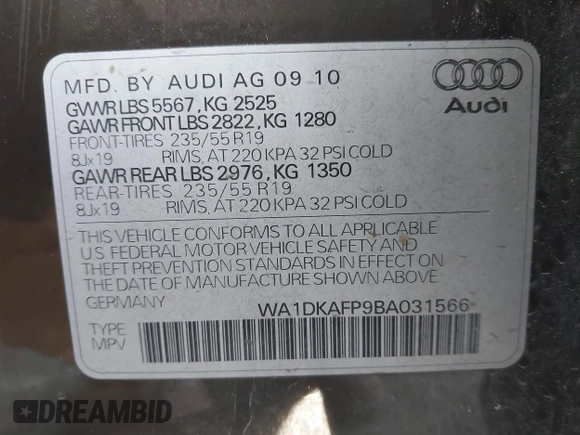 MFD. BY AUDI AG 09-10
GVWR LBS 5567, KG 2525
GAWR FRONT LBS 2822, KG 1280
FRONT-TIRES 235/55 R19
8Jx19 RIMS, AT 220 KPA 32 PSI COLD
GAWR REAR LBS 2976, KG 1350
REAR-TIRES 235/55 R19
8Jx19 RIMS, AT 220 KPA 32 PSI COLD
Audi
THIS VEHICLE CONFORMS TO ALL APPLICABLE
U.S FEDERAL MOTOR VEHICLE SAFETY AND
THEFT PREVENTION STANDARDS IN EFFECT ON
THE DATE OF MANUFACTURE SHOWN ABOVE
GERMANY WA1DKAFP9BA031566
TYPE
MPV
DREAMBID